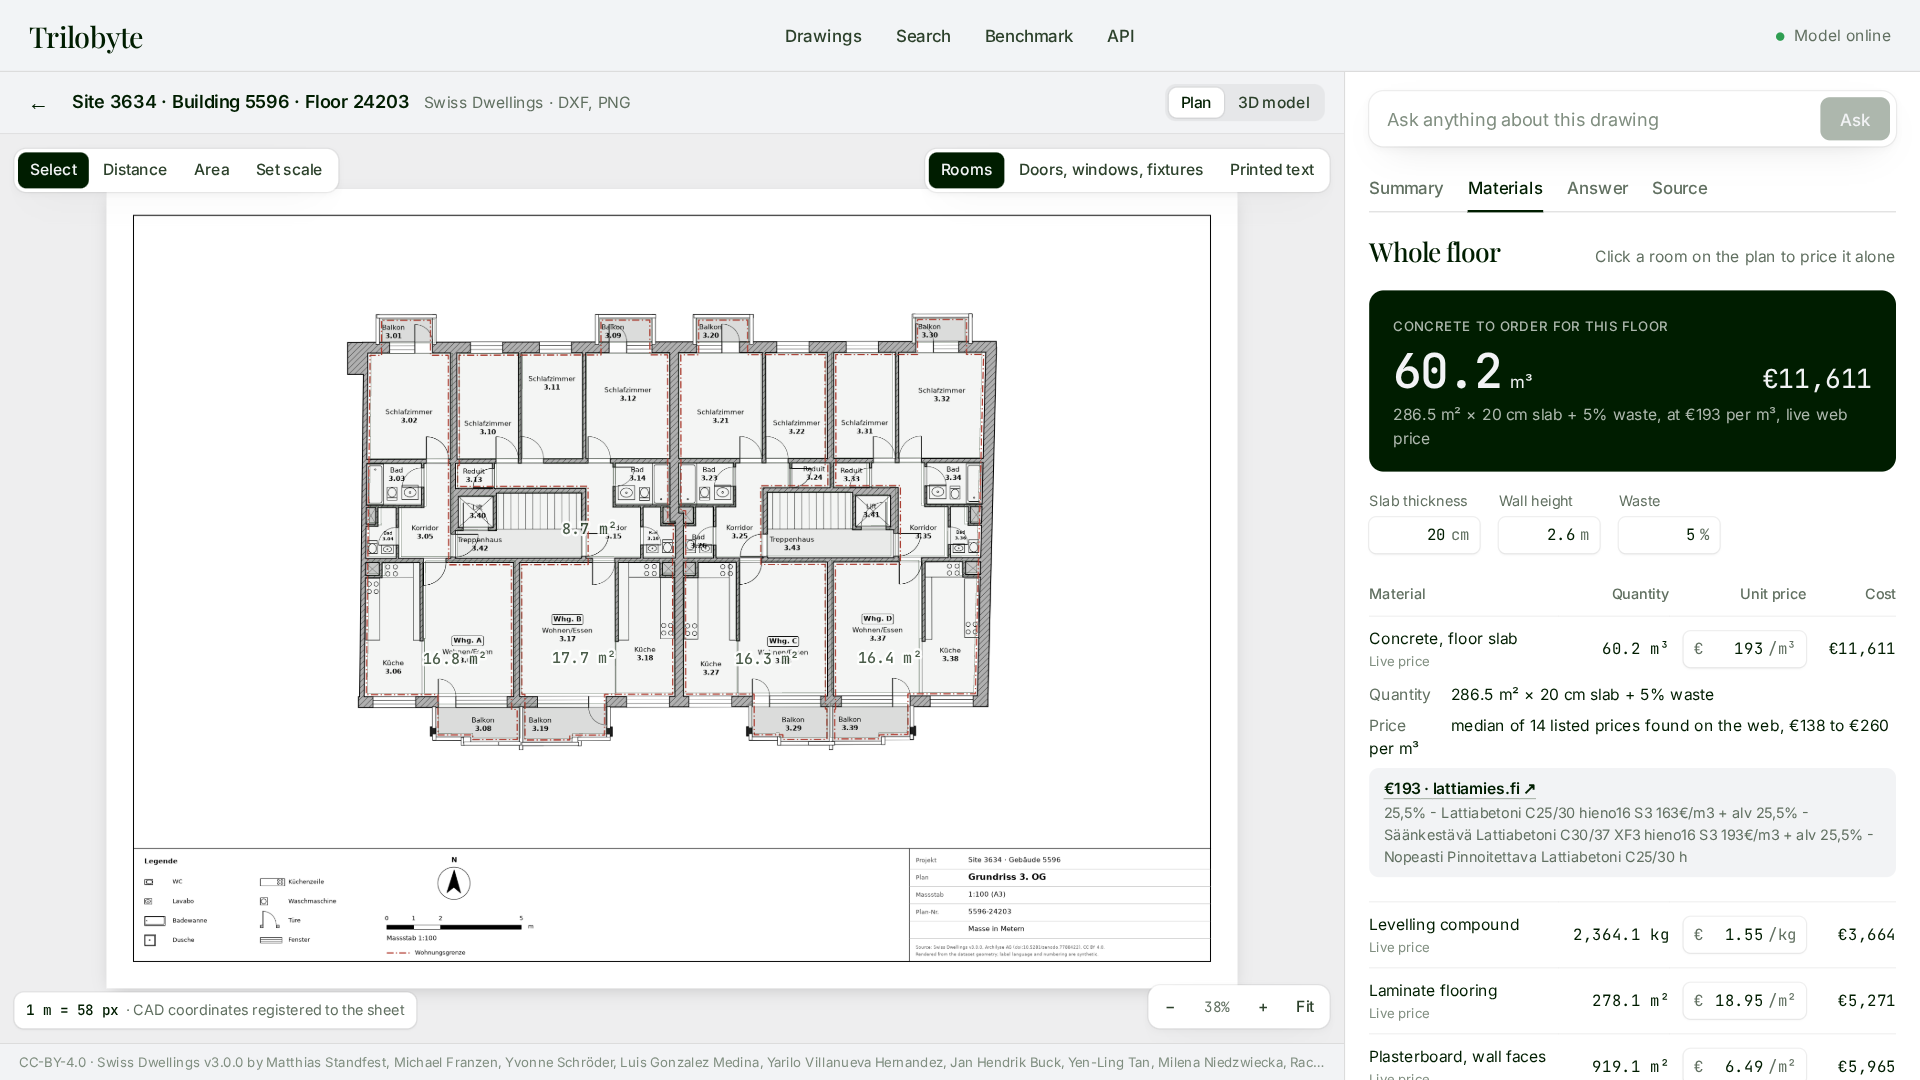 Trilobyte
Drawings Search Benchmark API
Model online
← Site 3634 · Building 5596 · Floor 24203 Swiss Dwellings · DXF, PNG
Plan 3D model
Select Distance Area Set scale
Rooms Doors, windows, fixtures Printed text
Balkon 3.01
Balkon 3.09
Balkon 3.20
Balkon 3.30
Schlafzimmer 3.02
Schlafzimmer 3.10
Schlafzimmer 3.11
Schlafzimmer 3.12
Schlafzimmer 3.21
Schlafzimmer 3.22
Schlafzimmer 3.31
Schlafzimmer 3.32
Bad 3.03
Reduit 3.13
Bad 3.14
Bad 3.23
Reduit 3.24
Reduit 3.33
Bad 3.34
Lift 3.40
3.41
Korridor 3.05
Treppenhaus 3.42
8.7 m²
3.15
Korridor 3.25
Treppenhaus 3.43
Korridor 3.35
Bad
Whg. A
16.8 m²
Whg. B
Wohnen/Essen 3.17
17.7 m²
Whg. C
16.3 m²
Whg. D
Wohnen/Essen 3.37
16.4 m²
Küche 3.06
Küche 3.18
Küche 3.27
Küche 3.38
Balkon 3.08
Balkon 3.19
Balkon 3.29
Balkon 3.39
Legende
WC
Lavabo
Badewanne
Dusche
Küchenzeile
Waschmaschine
Türe
Fenster
N
0 1 2 5 m
Massstab 1:100
Wohnungsgrenze
Projekt Site 3634 · Gebäude 5596
Plan Grundriss 3. OG
Massstab 1:100 (A3)
Plan-Nr. 5596-24203
Masse in Metern
1 m = 58 px · CAD coordinates registered to the sheet
− 38% + Fit
CC-BY-4.0 · Swiss Dwellings v3.0.0 by Matthias Standfest, Michael Franzen, Yvonne Schröder, Luis Gonzalez Medina, Yarilo Villanueva Hernandez, Jan Hendrik Buck, Yen-Ling Tan, Milena Niedzwiecka, Rac...
Ask anything about this drawing
Ask
Summary Materials Answer Source
Whole floor
Click a room on the plan to price it alone
CONCRETE TO ORDER FOR THIS FLOOR
60.2 m³ €11,611
286.5 m² × 20 cm slab + 5% waste, at €193 per m³, live web
price
Slab thickness Wall height Waste
20 cm 2.6 m 5 %
Material Quantity Unit price Cost
Concrete, floor slab 60.2 m³ € 193 /m³ €11,611
Live price
Quantity 286.5 m² × 20 cm slab + 5% waste
Price median of 14 listed prices found on the web, €138 to €260
per m³
€193 · lattiamies.fi ↗
25,5% - Lattiabetoni C25/30 hieno16 S3 163€/m3 + alv 25,5% -
Säänkestävä Lattiabetoni C30/37 XF3 hieno16 S3 193€/m3 + alv 25,5% -
Nopeasti Pinnoitettava Lattiabetoni C25/30 h
Levelling compound 2,364.1 kg € 1.55 /kg €3,664
Live price
Laminate flooring 278.1 m² € 18.95 /m² €5,271
Live price
Plasterboard, wall faces 919.1 m² € 6.49 /m² €5,965
Live price